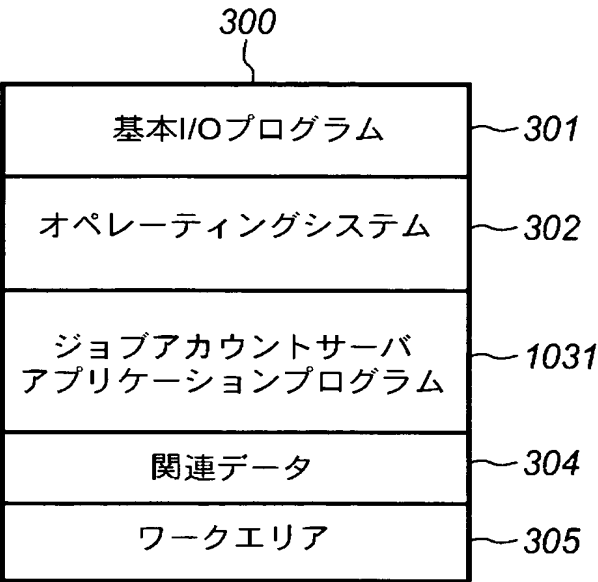 300
基本I/Oプログラム
301
オペレーティングシステム
302
ジョブアカウントサーバ
アプリケーションプログラム
1031
関連データ
304
ワークエリア
305